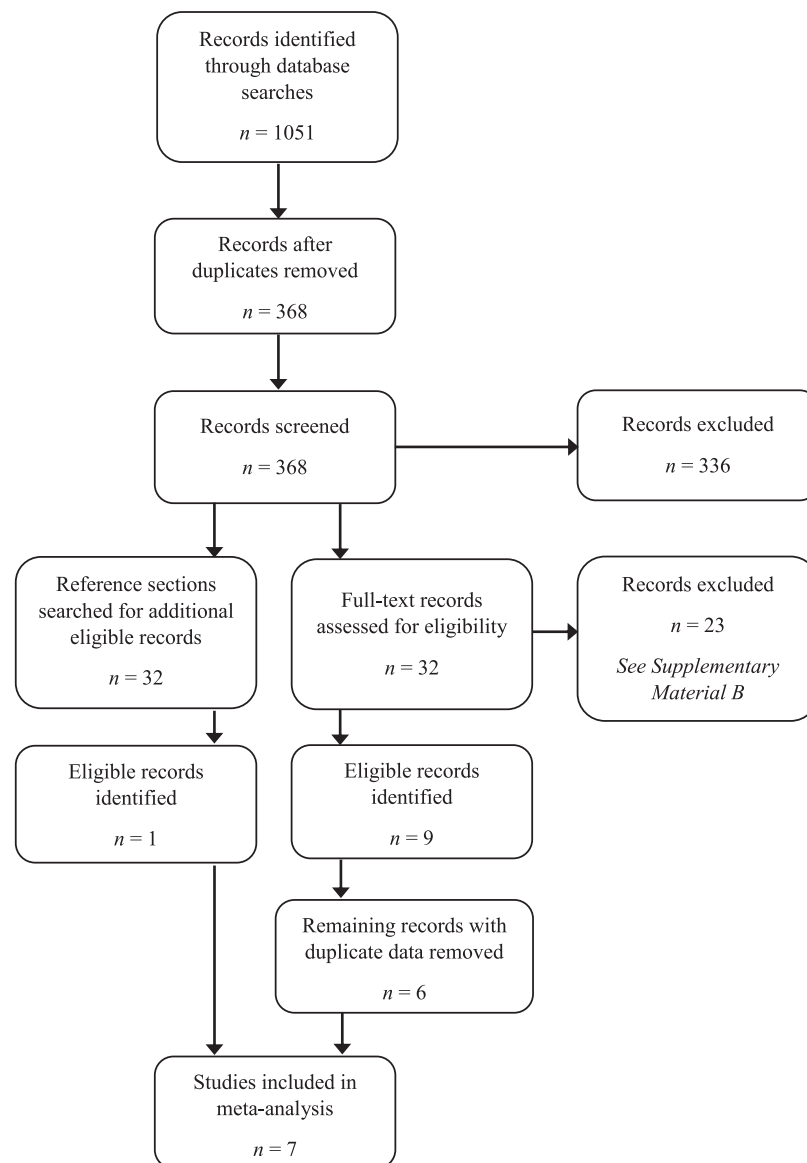 Records identified
through database
searches
n = 1051
Records after
duplicates removed
n = 368
Records screened
n = 368
Records excluded
n = 336
Reference sections
searched for additional
eligible records
n = 32
Full-text records
assessed for eligibility
n = 32
Records excluded
n = 23
See Supplementary
Material B
Eligible records
identified
n = 1
Eligible records
identified
n = 9
Remaining records with
duplicate data removed
n = 6
Studies included in
meta-analysis
n = 7